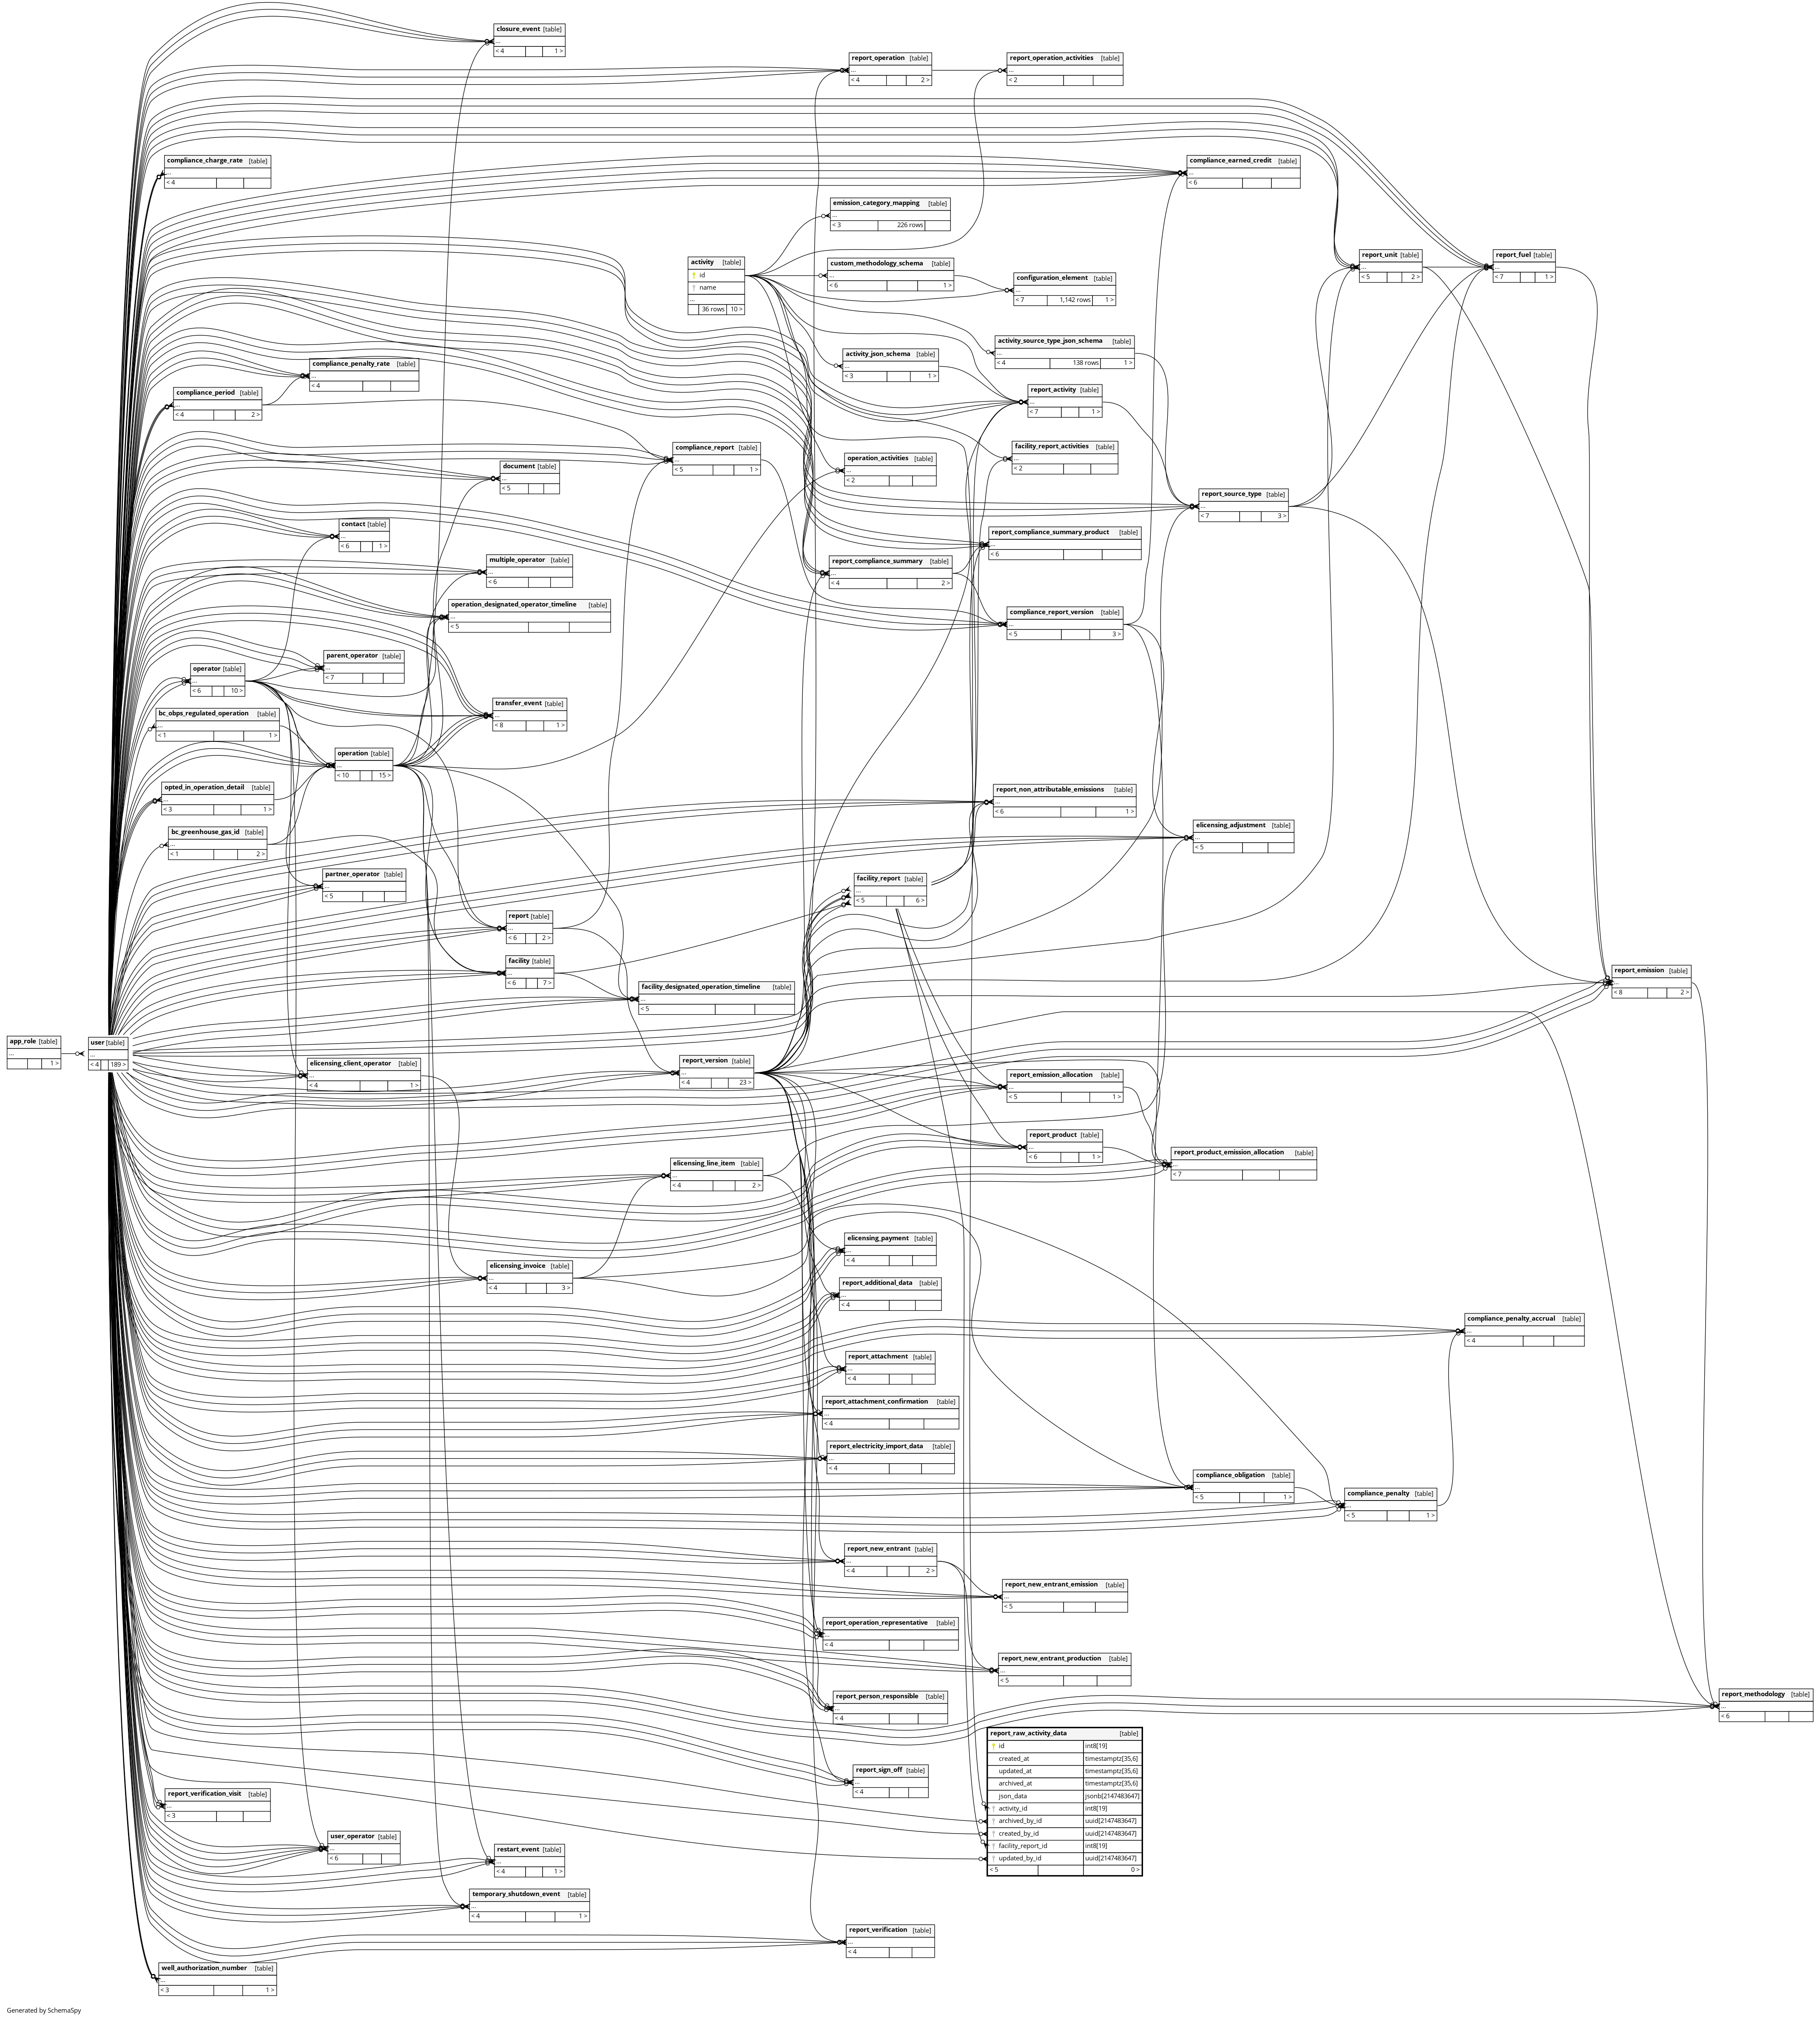 closure_event [table]
...
< 4 1 >
report_operation [table]
...
< 4 2 >
report_operation_activities [table]
...
< 2
compliance_charge_rate [table]
...
< 4
compliance_earned_credit [table]
...
< 6
emission_category_mapping [table]
...
< 3 226 rows
activity [table]
id
name
...
36 rows 10 >
custom_methodology_schema [table]
...
< 6 1 >
configuration_element [table]
...
< 7 1,142 rows 1 >
report_unit [table]
...
< 5 2 >
report_fuel [table]
...
< 7 1 >
activity_source_type_json_schema [table]
...
< 4 138 rows 1 >
activity_json_schema [table]
...
< 3 1 >
compliance_penalty_rate [table]
...
< 4
compliance_period [table]
...
< 4 2 >
report_activity [table]
...
< 7 1 >
compliance_report [table]
...
< 5 1 >
facility_report_activities [table]
...
< 2
operation_activities [table]
...
< 2
document [table]
...
< 5
report_source_type [table]
...
< 7 3 >
contact [table]
...
< 6 1 >
report_compliance_summary_product [table]
...
< 6
multiple_operator [table]
...
< 6
report_compliance_summary [table]
...
< 4 2 >
operation_designated_operator_timeline [table]
...
< 5
compliance_report_version [table]
...
< 5 3 >
parent_operator [table]
...
< 7
operator [table]
...
< 6 10 >
transfer_event [table]
...
< 8 1 >
bc_obps_regulated_operation [table]
...
< 1 1 >
operation [table]
...
< 10 15 >
opted_in_operation_detail [table]
...
< 3 1 >
report_non_attributable_emissions [table]
...
< 6 1 >
bc_greenhouse_gas_id [table]
...
< 1 2 >
elicensing_adjustment [table]
...
< 5
partner_operator [table]
...
< 5
facility_report [table]
...
< 5 6 >
report [table]
...
< 6 2 >
facility [table]
...
< 6 7 >
report_emission [table]
...
< 8 2 >
facility_designated_operation_timeline [table]
...
< 5
app_role [table]
...
1 >
user [table]
...
< 4 189 >
elicensing_client_operator [table]
...
< 4 1 >
report_version [table]
...
< 4 23 >
report_emission_allocation [table]
...
< 5 1 >
report_product [table]
...
< 6 1 >
report_product_emission_allocation [table]
...
< 7
elicensing_line_item [table]
...
< 4 2 >
elicensing_payment [table]
...
< 4
elicensing_invoice [table]
...
< 4 3 >
report_additional_data [table]
...
< 4
compliance_penalty_accrual [table]
...
< 4
report_attachment [table]
...
< 4
report_attachment_confirmation [table]
...
< 4
report_electricity_import_data [table]
...
< 4
compliance_obligation [table]
...
< 5 1 >
compliance_penalty [table]
...
< 5 1 >
report_new_entrant [table]
...
< 4 2 >
report_new_entrant_emission [table]
...
< 5
report_operation_representative [table]
...
< 4
report_new_entrant_production [table]
...
< 5
report_person_responsible [table]
...
< 4
report_methodology [table]
...
< 6
report_raw_activity_data [table]
id int8[19]
created_at timestamptz[35,6]
updated_at timestamptz[35,6]
archived_at timestamptz[35,6]
json_data jsonb[2147483647]
activity_id int8[19]
archived_by_id uuid[2147483647]
created_by_id uuid[2147483647]
facility_report_id int8[19]
updated_by_id uuid[2147483647]
< 5 0 >
report_sign_off [table]
...
< 4
report_verification_visit [table]
...
< 3
user_operator [table]
...
< 6
restart_event [table]
...
< 4 1 >
temporary_shutdown_event [table]
...
< 4 1 >
report_verification [table]
...
< 4
well_authorization_number [table]
...
< 3 1 >
Generated by SchemaSpy